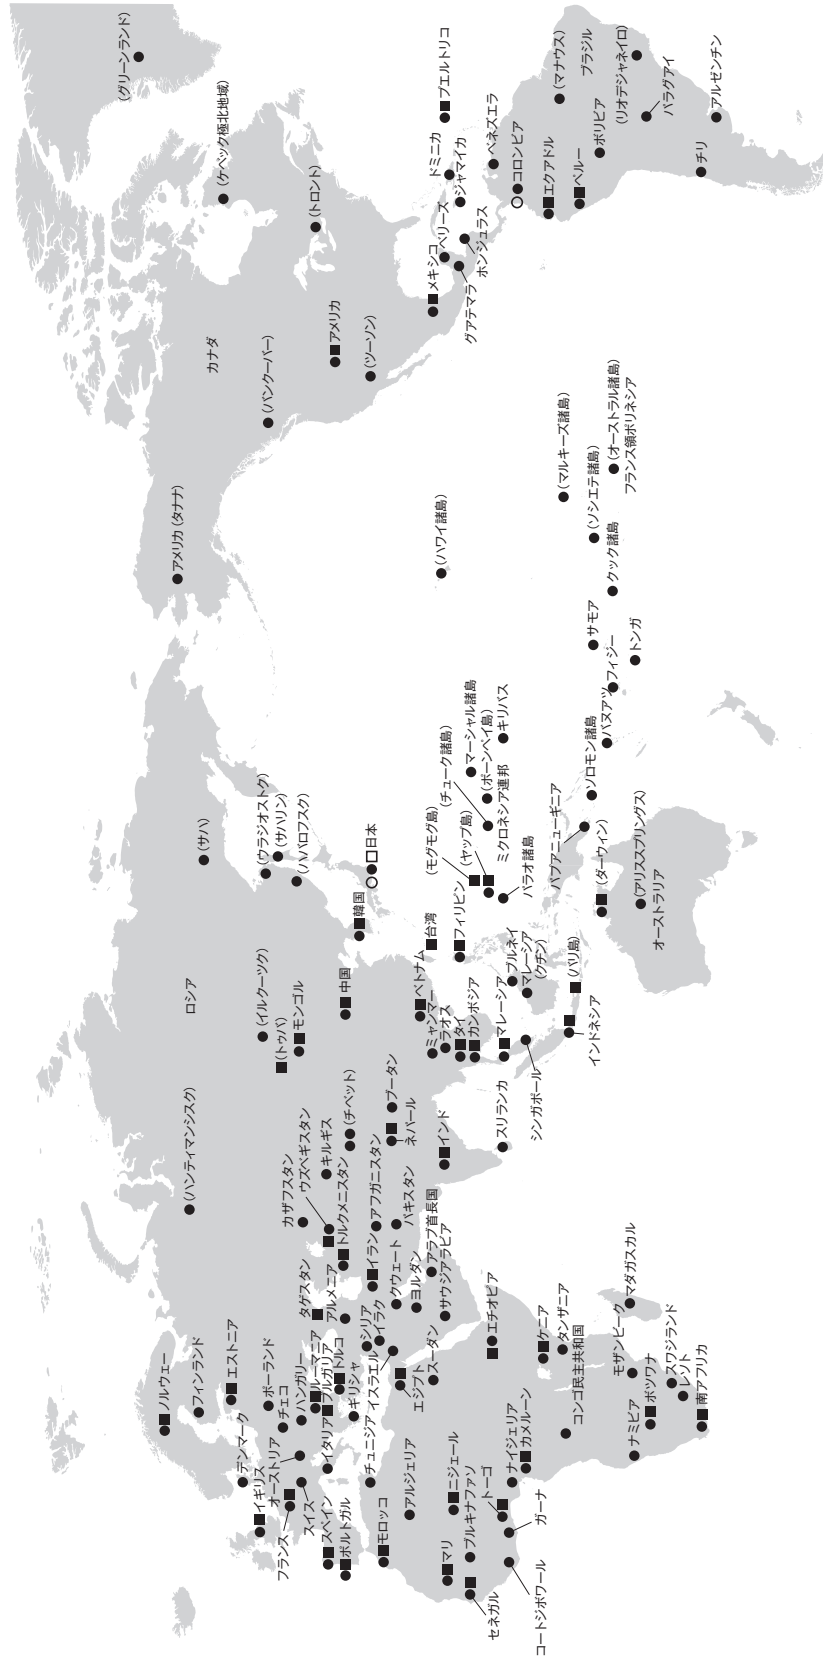 (グリーンランド)
(ケベック極北地域)
(トロント)
カナダ
アメリカ
(バンクーバー)
(ツーソン)
アメリカ(タナナ)
プエルトリコ
ドミニカ
ジャマイカ
ベリーズ
メキシコ
ホンジュラス
グアテマラ
ベネズエラ
コロンビア
エクアドル
ペルー
(マナウス)
ブラジル
ボリビア
(リオデジャネイロ)
パラグアイ
アルゼンチン
チリ
(ハワイ諸島)
(マルキーズ諸島)
(ソシエテ諸島)
(オーストラル諸島)
フランス領ポリネシア
クック諸島
サモア
トンガ
フィジー
バヌアツ
ソロモン諸島
キリバス
マーシャル諸島
(ポーンペイ島)
(チューク諸島)
ミクロネシア連邦
(モグモグ島)
(ヤップ島)
パラオ諸島
パプアニューギニア
(ダーウィン)
(アリススプリングス)
オーストラリア
(サハ)
(ウラジオストク)
(サハリン)
(ハバロフスク)
日本
韓国
台湾
フィリピン
ブルネイ
マレーシア
(クチン)
(バリ島)
インドネシア
ロシア
(イルクーツク)
(トゥバ)
モンゴル
中国
ベトナム
ミャンマー
ラオス
タイ
カンボジア
マレーシア
シンガポール
スリランカ
インド
ブータン
ネパール
(チベット)
(ハンティマンシスク)
キルギス
ウズベキスタン
カザフスタン
トルクメニスタン
アフガニスタン
パキスタン
イラン
アラブ首長国
サウジアラビア
クウェート
ヨルダン
タゲスタン
アルメニア
シリア
イラク
イスラエル
トルコ
ギリシャ
ブルガリア
ルーマニア
ハンガリー
イタリア
チェコ
ポーランド
エストニア
フィンランド
ノルウェー
デンマーク
オーストリア
イギリス
フランス
スイス
スペイン
ポルトガル
チュニジア
モロッコ
アルジェリア
エジプト
スーダン
エチオピア
ケニア
タンザニア
コンゴ民主共和国
マダガスカル
モザンビーク
スワジランド
レソト
南アフリカ
ボツワナ
ナミビア
カメルーン
ナイジェリア
ニジェール
トーゴ
ブルキナファソ
ガーナ
マリ
セネガル
コートジボワール